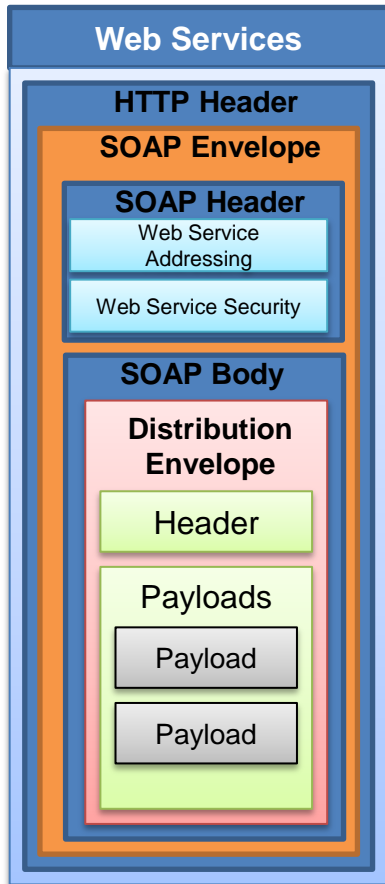 Web Services
HTTP Header
SOAP Envelope
SOAP Header
Web Service
Addressing
Web Service Security
SOAP Body
Distribution
Envelope
Header
Payloads
Payload
Payload